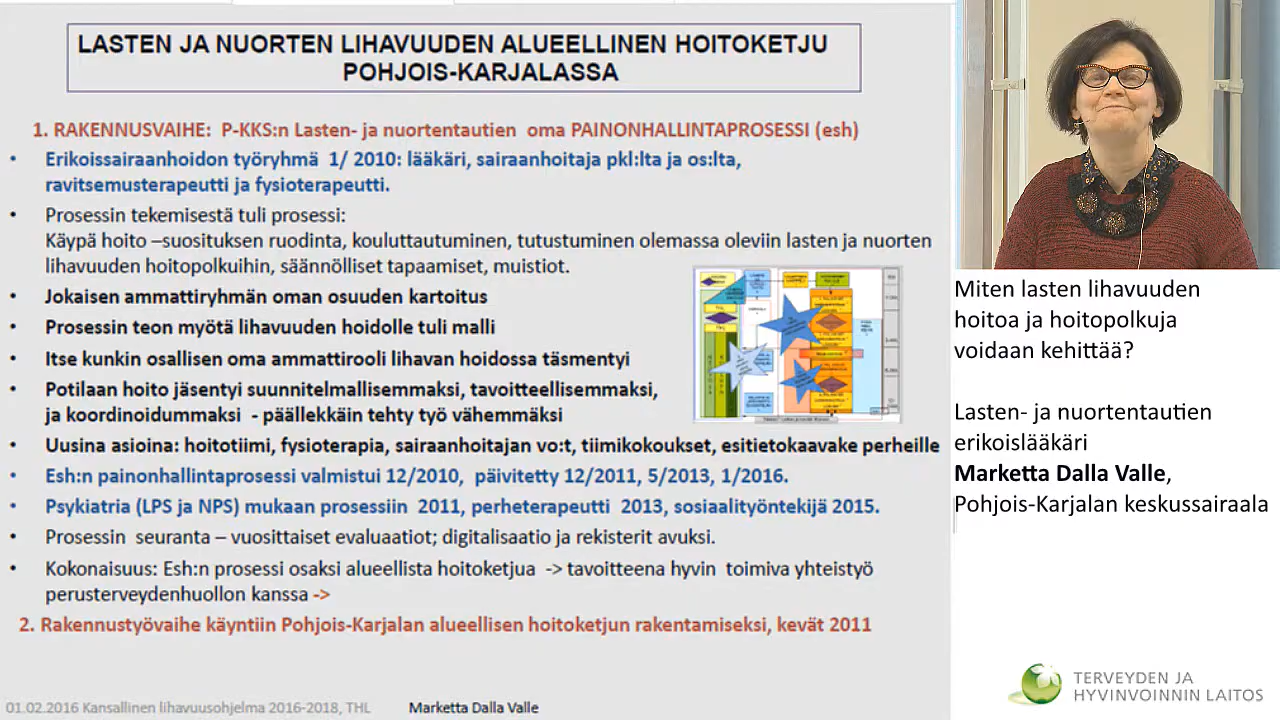 LASTEN JA NUORTEN LIHAVUUDEN ALUEELLINEN HOITOKETJU
POHJOIS-KARJALASSA
1. RAKENNUSVAIHE: P-KKS:n Lasten- ja nuortentautien oma PAINONHALLINTAPROSESSI (esh)
• Erikoissairaanhoidon työryhmä 1/ 2010: lääkäri, sairaanhoitaja pkl:lta ja os:lta,
ravitsemusterapeutti ja fysioterapeutti.
• Prosessin tekemisestä tuli prosessi:
Käypä hoito –suosituksen ruodinta, kouluttautuminen, tutustuminen olemassa oleviin lasten ja nuorten
lihavuuden hoitopolkuihin, säännölliset tapaamiset, muistiot.
• Jokaisen ammattiryhmän oman osuuden kartoitus
• Prosessin teon myötä lihavuuden hoidolle tuli malli
• Itse kunkin osallisen oma ammattirooli lihavan hoidossa täsmentyi
• Potilaan hoito jäsentyi suunnitelmallisemmaksi, tavoitteellisemmaksi,
ja koordinoidummaksi - päällekkäin tehty työ vähemmäksi
• Uusina asioina: hoitotiimi, fysioterapia, sairaanhoitajan vo:t, tiimikokoukset, esitietokaavake perheille
• Esh:n painonhallintaprosessi valmistui 12/2010, päivitetty 12/2011, 5/2013, 1/2016.
• Psykiatria (LPS ja NPS) mukaan prosessiin 2011, perheterapeutti 2013, sosiaalityöntekijä 2015.
• Prosessin seuranta – vuosittaiset evaluaatiot; digitalisaatio ja rekisterit avuksi.
• Kokonaisuus: Esh:n prosessi osaksi alueellista hoitoketjua -> tavoitteena hyvin toimiva yhteistyö
perusterveydenhuollon kanssa ->
2. Rakennustyövaihe käyntiin Pohjois-Karjalan alueellisen hoitoketjun rakentamiseksi, kevät 2011
01.02.2016 Kansallinen lihavuusohjelma 2016-2018, THL Marketta Dalla Valle
Miten lasten lihavuuden
hoitoa ja hoitopolkuja
voidaan kehittää?
Lasten- ja nuortentautien
erikoislääkäri
Marketta Dalla Valle,
Pohjois-Karjalan keskussairaala
TERVEYDEN JA
HYVINVOINNIN LAITOS